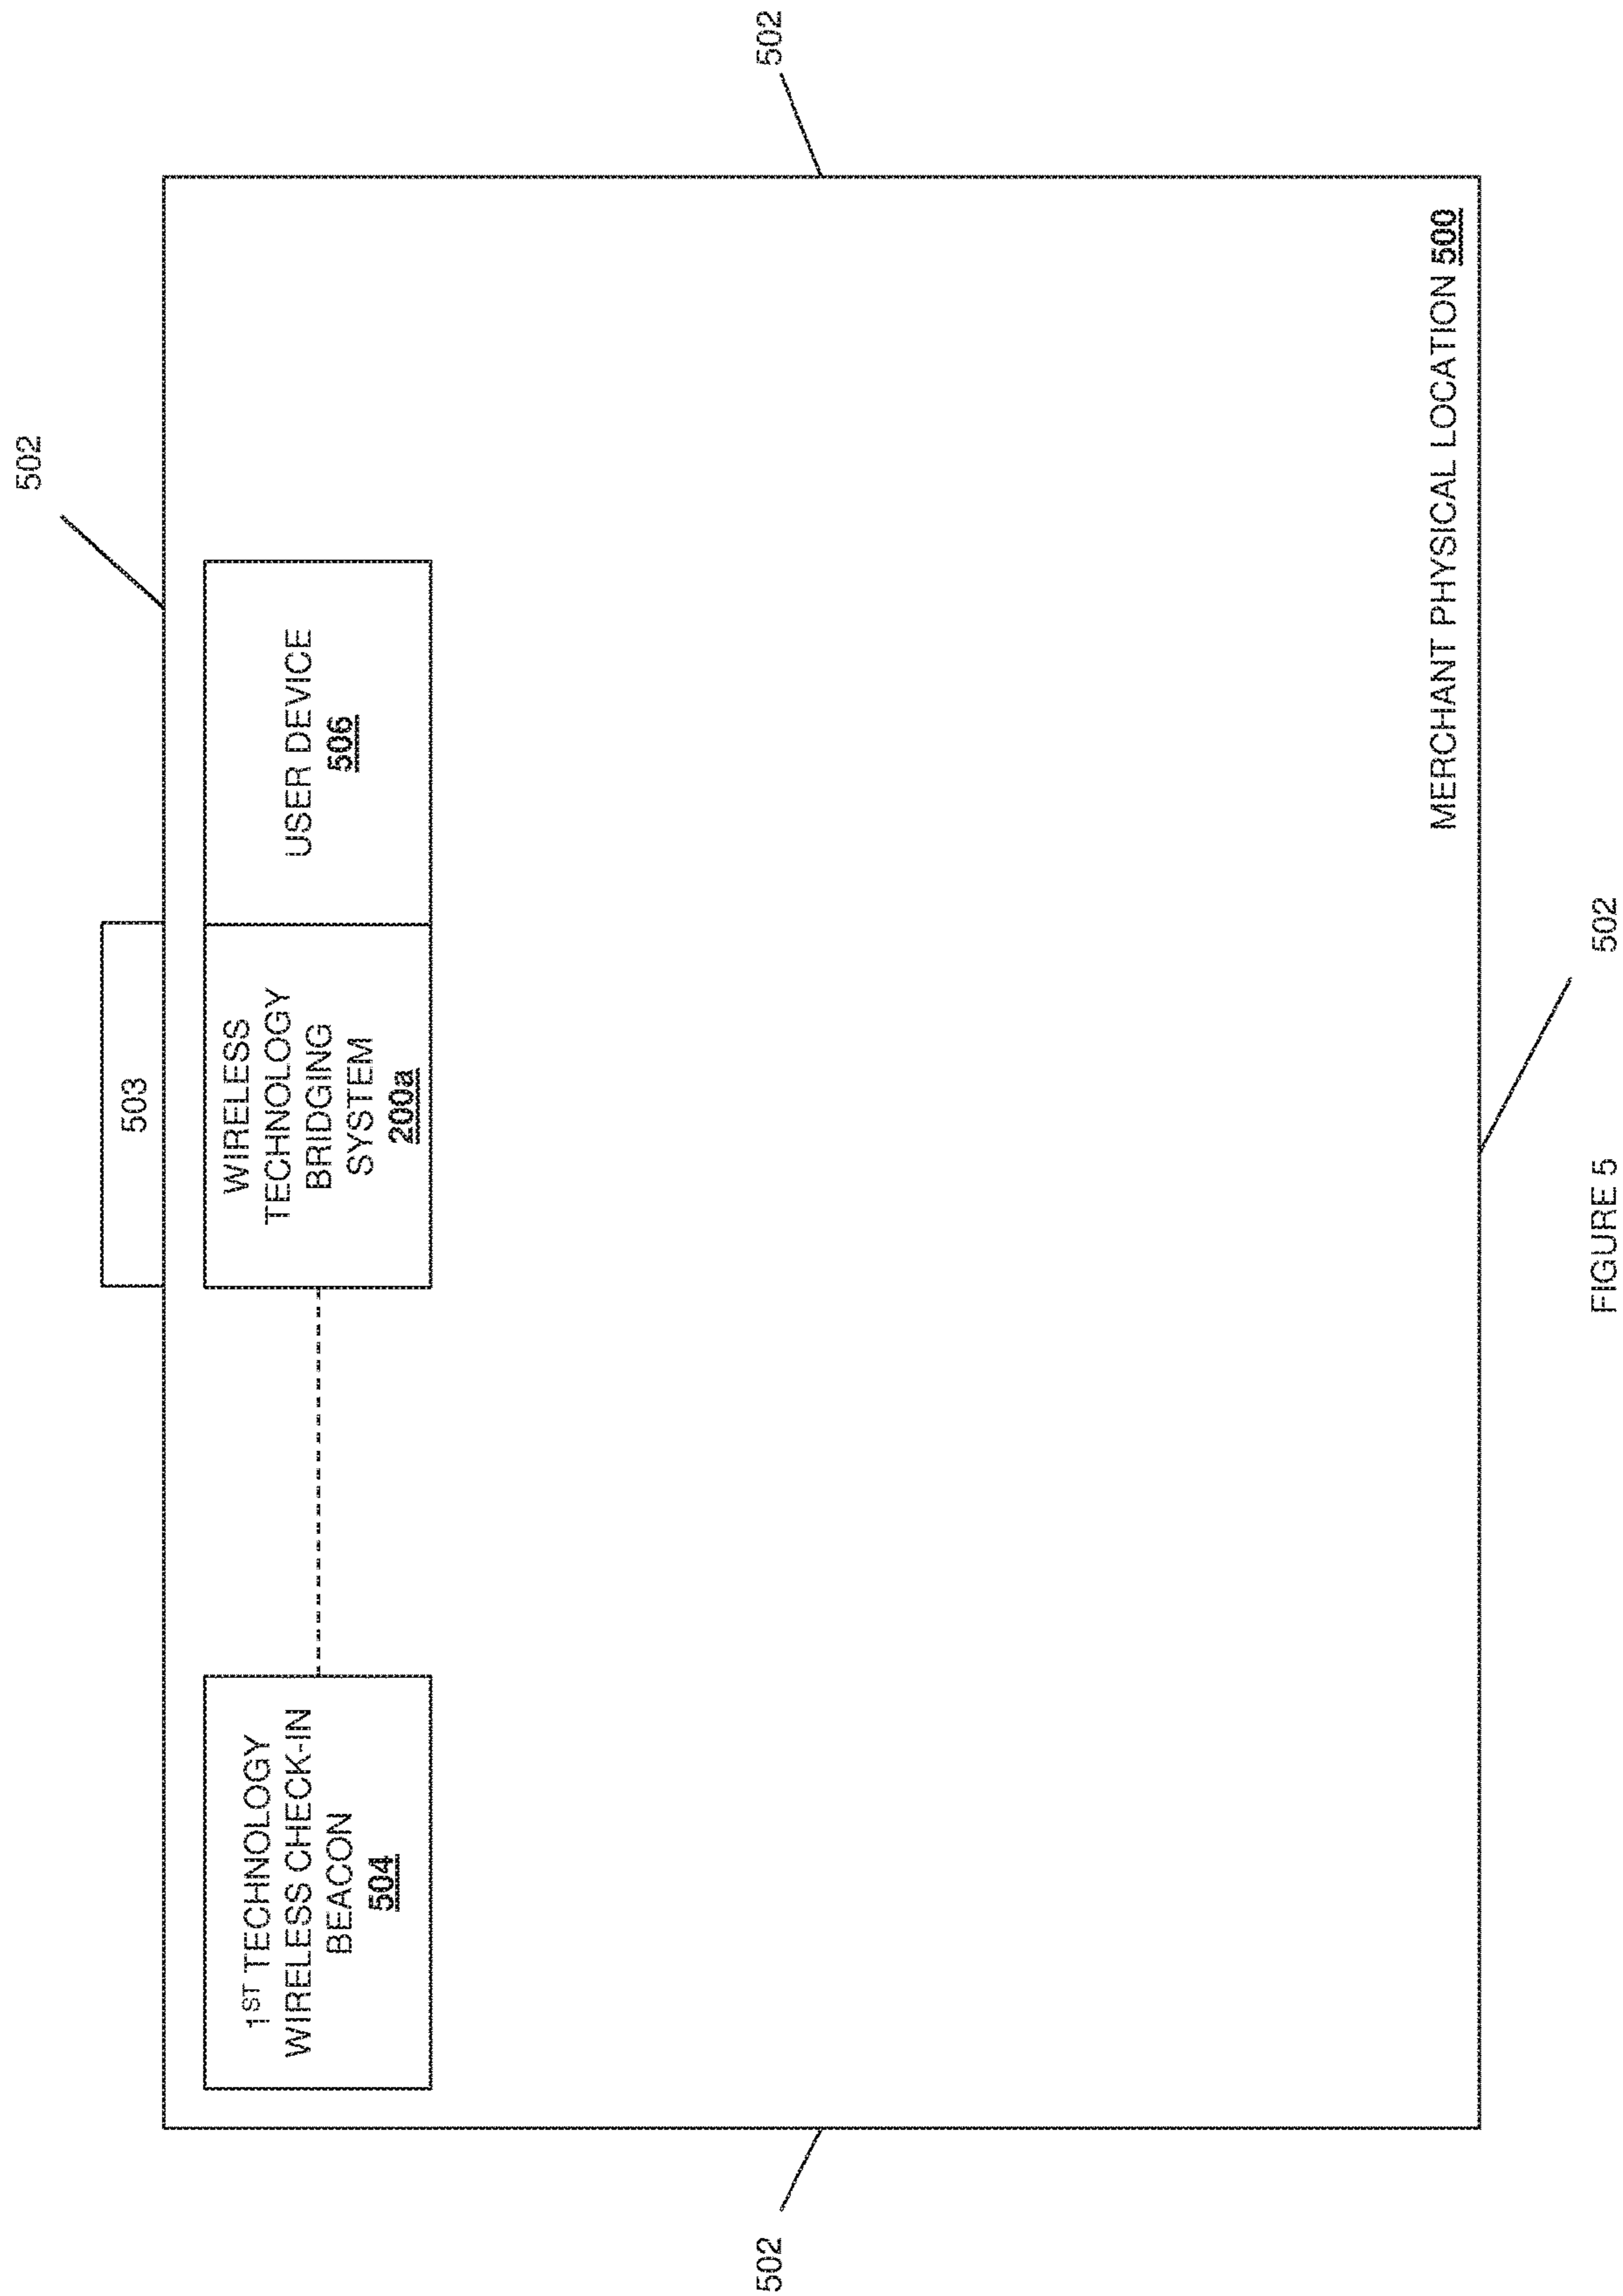 502
503
1ST TECHNOLOGY
WIRELESS CHECK-IN
BEACON
504
WIRELESS
TECHNOLOGY
BRIDGING
SYSTEM
200a
USER DEVICE
506
502
502
MERCHANT PHYSICAL LOCATION 500
502
FIGURE 5